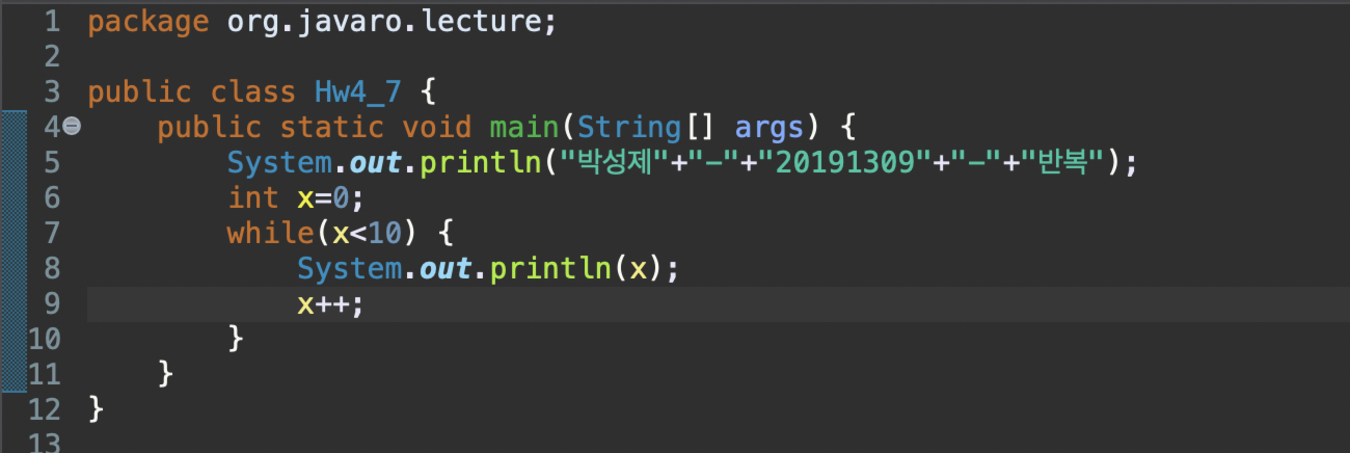 1 package org.javaro.lecture;
2
3 public class Hw4_7 {
4 public static void main(String[] args) {
5 System.out.println("박성제"+"-"+"20191309"+"-"+"반복");
6 int x=0;
7 while(x<10) {
8 System.out.println(x);
9 x++;
10 }
11 }
12 }
13